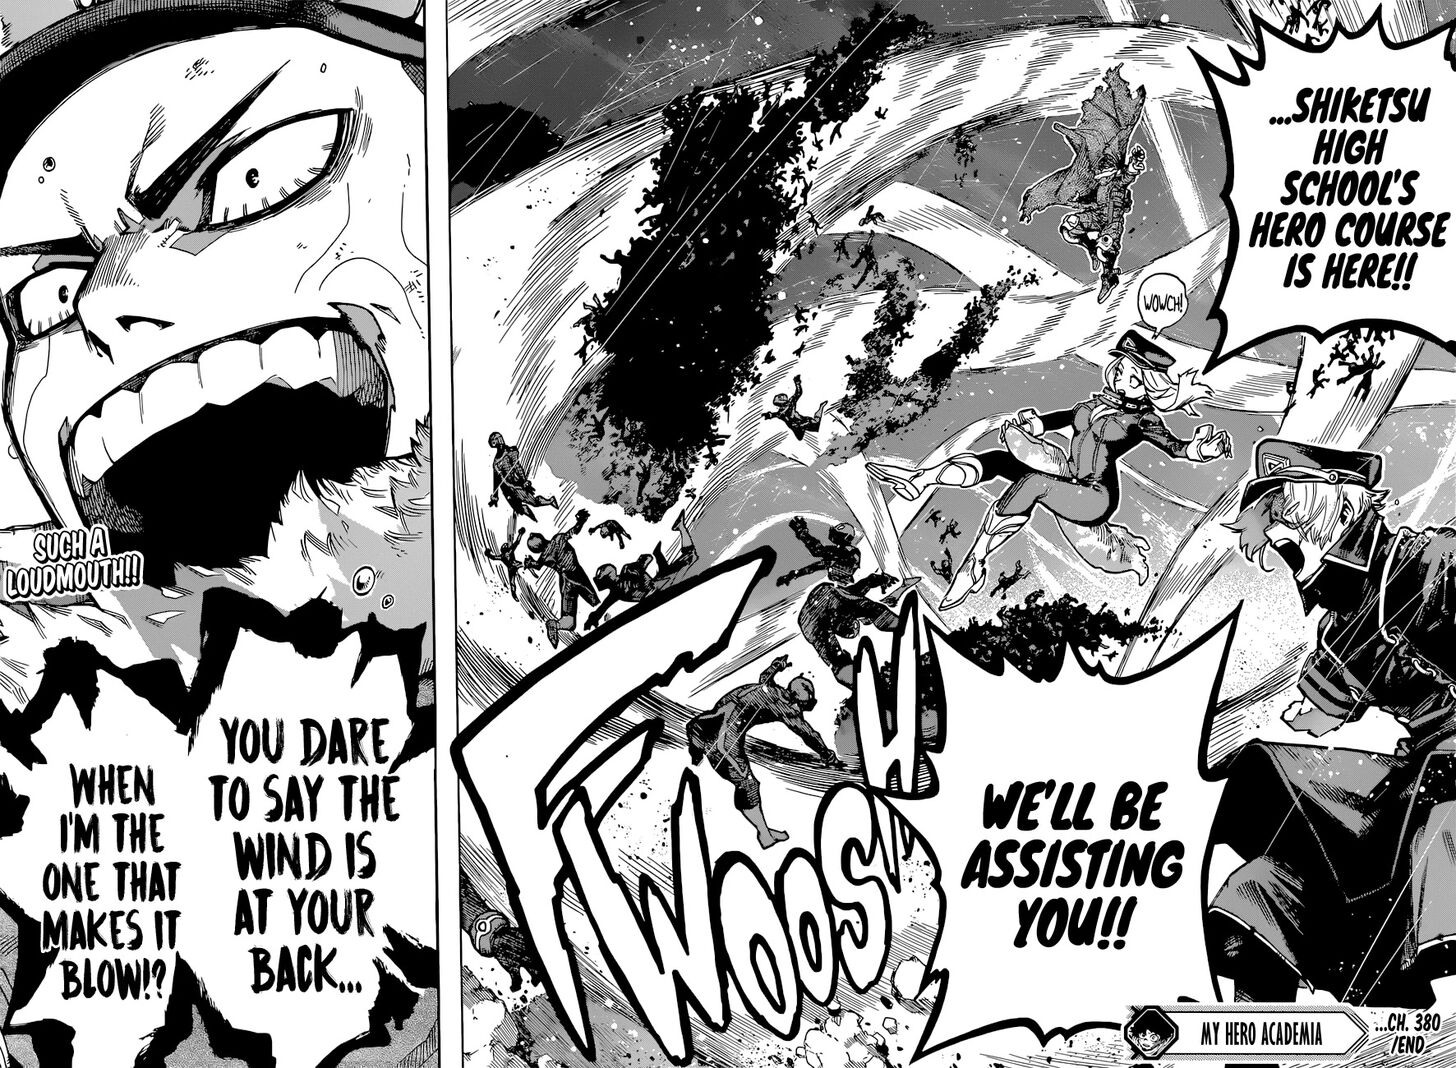 ...SHIKETSU
HIGH
SCHOOL'S
HERO COURSE
IS HERE!!
WOWCH!
WE'LL BE
ASSISTING
YOU!!
FWOOSH
SUCH A
LOUDMOUTH!!
YOU DARE
TO SAY THE
WIND IS
AT YOUR
BACK...
WHEN
I'M THE
ONE THAT
MAKES IT
BLOW!?
MY HERO ACADEMIA
...CH. 380
/END